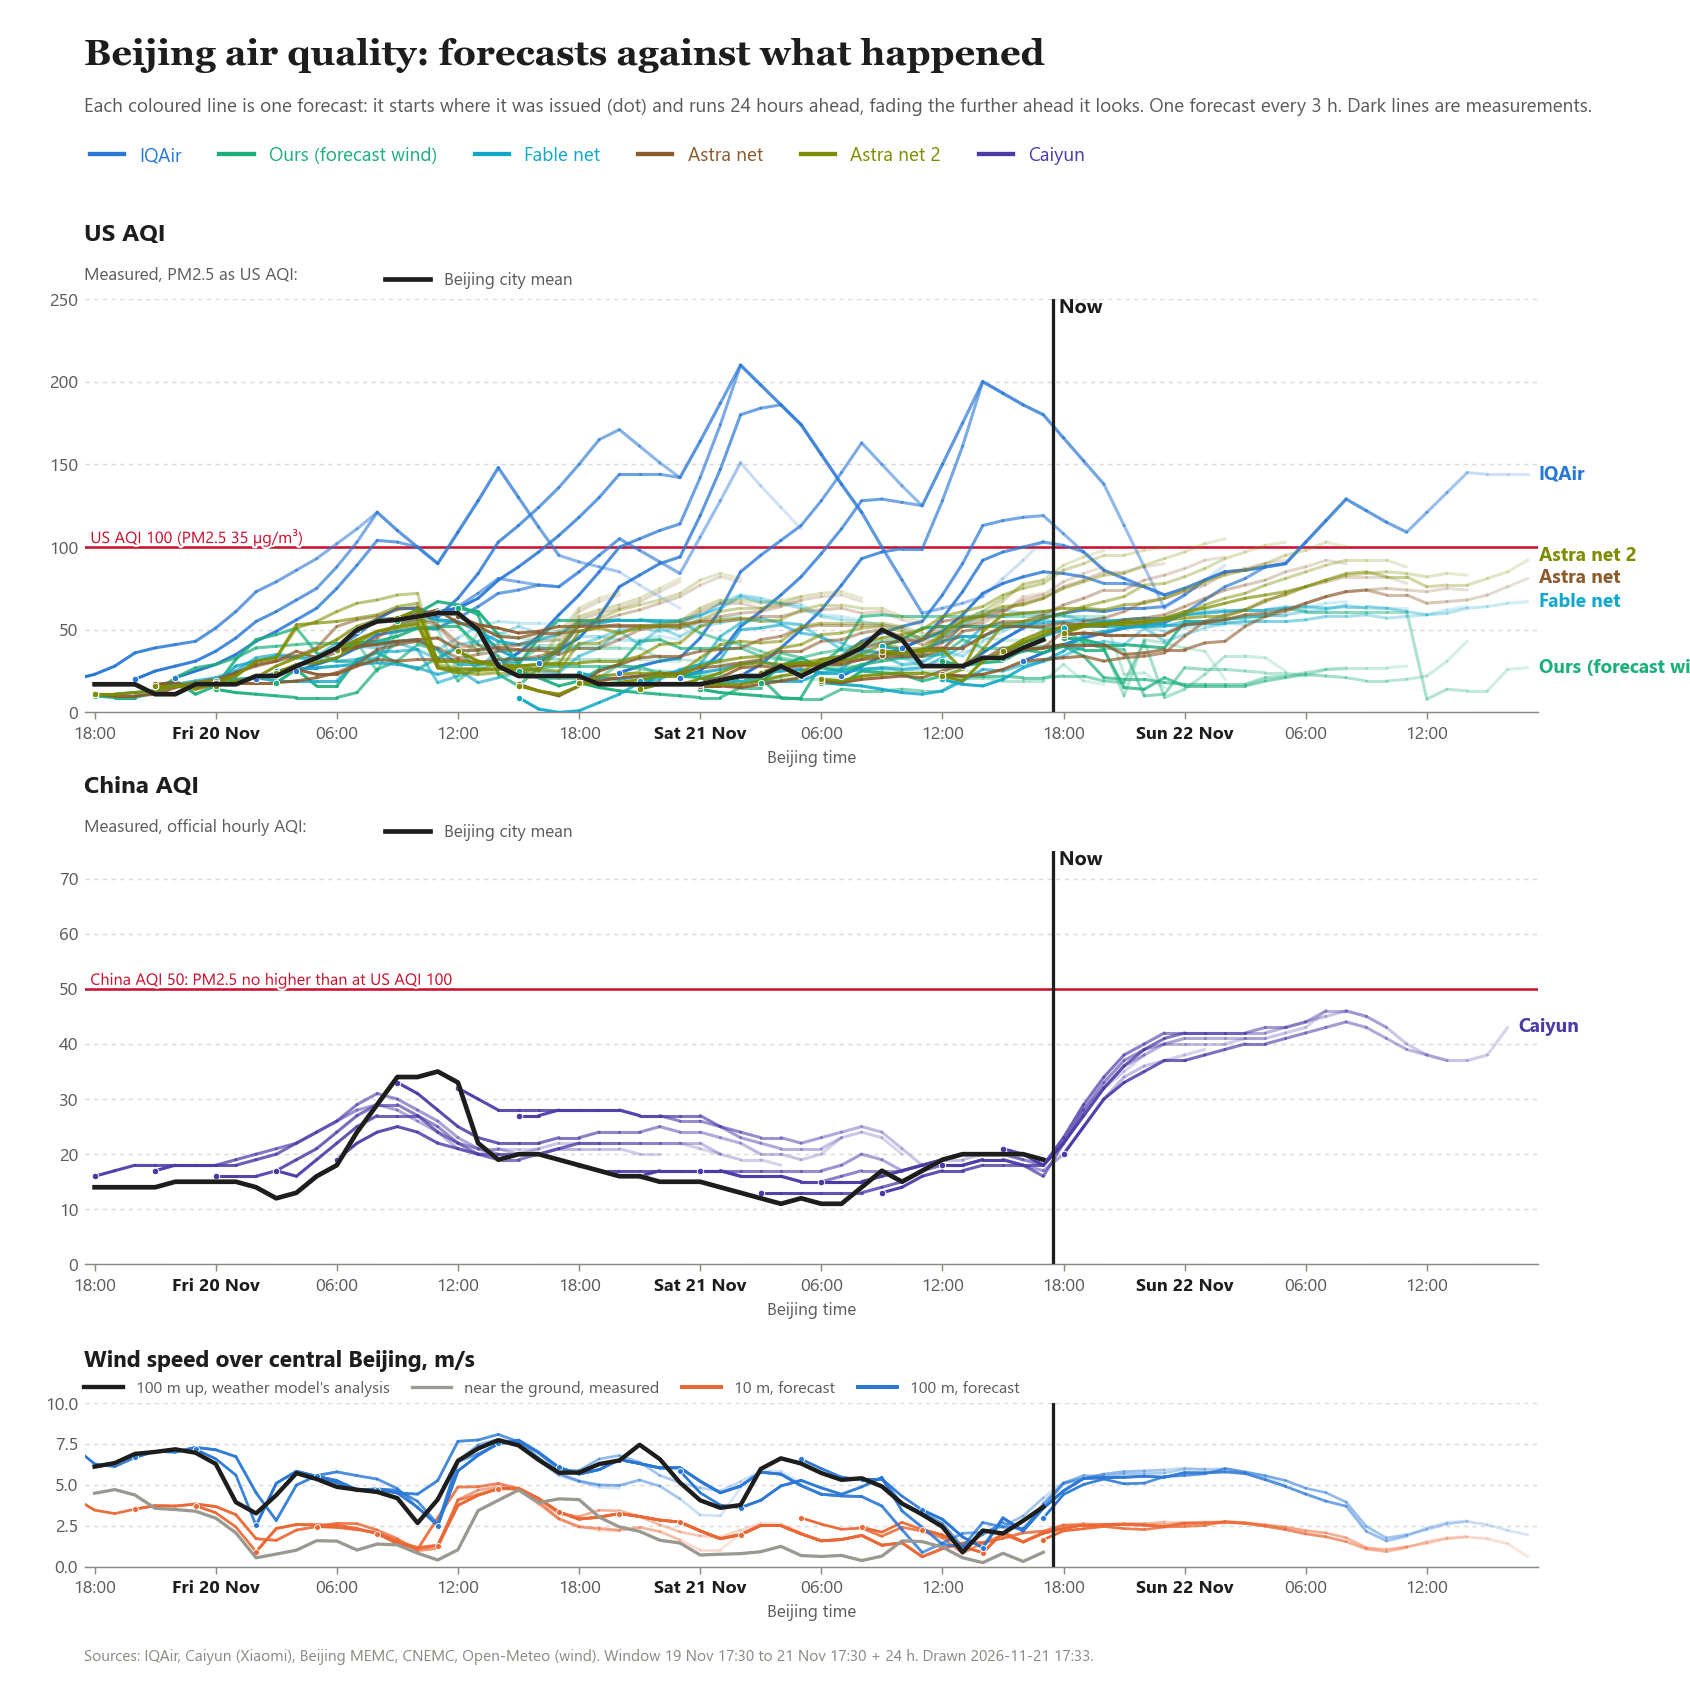 Beijing air quality: forecasts against what happened
Each coloured line is one forecast: it starts where it was issued (dot) and runs 24 hours ahead, fading the further ahead it looks. One forecast every 3 h. Dark lines are measurements.
IQAir Ours (forecast wind) Fable net Astra net Astra net 2 Caiyun
US AQI
Measured, PM2.5 as US AQI: Beijing city mean
250
Now
200
150
IQAir
US AQI 100 (PM2.5 35 µg/m³)
100
Astra net 2
Astra net
Fable net
50
Ours (forecast wi
0
18:00 Fri 20 Nov 06:00 12:00 18:00 Sat 21 Nov 06:00 12:00 18:00 Sun 22 Nov 06:00 12:00
Beijing time
China AQI
Measured, official hourly AQI: Beijing city mean
Now
70
60
China AQI 50: PM2.5 no higher than at US AQI 100
50
Caiyun
40
30
20
10
0
18:00 Fri 20 Nov 06:00 12:00 18:00 Sat 21 Nov 06:00 12:00 18:00 Sun 22 Nov 06:00 12:00
Beijing time
Wind speed over central Beijing, m/s
100 m up, weather model's analysis near the ground, measured 10 m, forecast 100 m, forecast
10.0
7.5
5.0
2.5
0.0
18:00 Fri 20 Nov 06:00 12:00 18:00 Sat 21 Nov 06:00 12:00 18:00 Sun 22 Nov 06:00 12:00
Beijing time
Sources: IQAir, Caiyun (Xiaomi), Beijing MEMC, CNEMC, Open-Meteo (wind). Window 19 Nov 17:30 to 21 Nov 17:30 + 24 h. Drawn 2026-11-21 17:33.